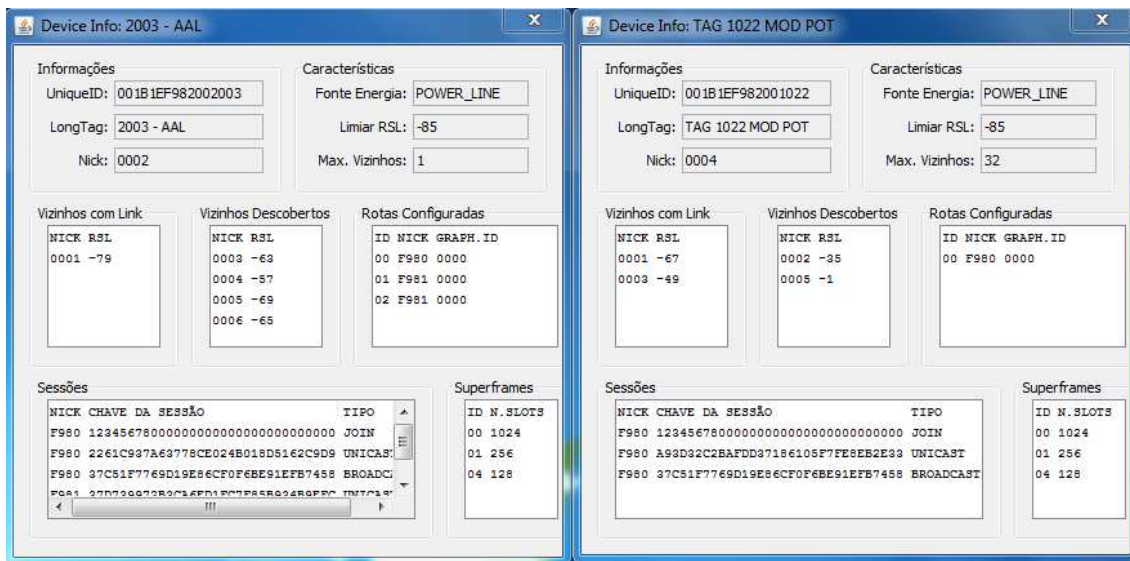 Device Info: 2003 - AAL
Informações
UniqueID: 001B1EF982002003
LongTag: 2003 - AAL
Nick: 0002
Características
Fonte Energia: POWER_LINE
Limiar RSL: -85
Max. Vizinhos: 1
Vizinhos com Link
NICK RSL
0001 -79
Vizinhos Descobertos
NICK RSL
0003 -63
0004 -57
0005 -69
0006 -65
Rotas Configuradas
ID NICK GRAPH.ID
00 F980 0000
01 F981 0000
02 F981 0000
Sessões
NICK CHAVE DA SESSÃO TIPO
F980 12345678000000000000000000000000 JOIN
F980 2261C937A63778CE024B018D5162C9D9 UNICAST
F980 37C51F7769D19E86CF0F6BE91EFB7458 BROADC
Superframes
ID N.SLOTS
00 1024
01 256
04 128
Device Info: TAG 1022 MOD POT
Informações
UniqueID: 001B1EF982001022
LongTag: TAG 1022 MOD POT
Nick: 0004
Características
Fonte Energia: POWER_LINE
Limiar RSL: -85
Max. Vizinhos: 32
Vizinhos com Link
NICK RSL
0001 -67
0003 -49
Vizinhos Descobertos
NICK RSL
0002 -35
0005 -1
Rotas Configuradas
ID NICK GRAPH.ID
00 F980 0000
Sessões
NICK CHAVE DA SESSÃO TIPO
F980 12345678000000000000000000000000 JOIN
F980 A93D32C2BAFDD37186105F7FE8EB2E33 UNICAST
F980 37C51F7769D19E86CF0F6BE91EFB7458 BROADCAST
Superframes
ID N.SLOTS
00 1024
01 256
04 128